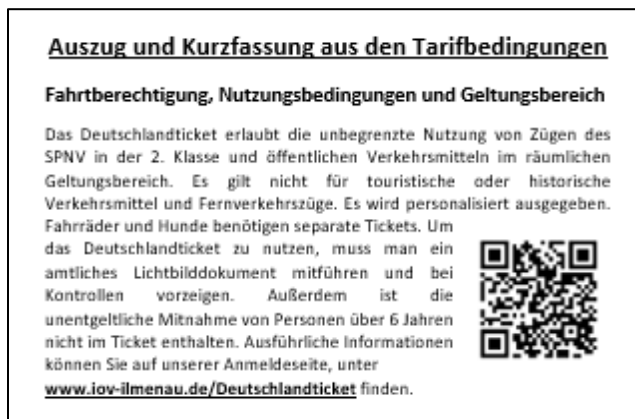 Auszug und Kurzfassung aus den Tarifbedingungen
Fahrtberechtigung, Nutzungsbedingungen und Geltungsbereich
Das Deutschlandticket erlaubt die unbegrenzte Nutzung von Zügen des
SPNV in der 2. Klasse und öffentlichen Verkehrsmitteln im räumlichen
Geltungsbereich. Es gilt nicht für touristische oder historische
Verkehrsmittel und Fernverkehrszüge. Es wird personalisiert ausgegeben.
Fahrräder und Hunde benötigen separate Tickets. Um
das Deutschlandticket zu nutzen, muss man ein
amtliches Lichtbilddokument mitführen und bei
Kontrollen vorzeigen. Außerdem ist die
unentgeltliche Mitnahme von Personen über 6 Jahren
nicht im Ticket enthalten. Ausführliche Informationen
können Sie auf unserer Anmeldeseite, unter
www.iov-ilmenau.de/Deutschlandticket finden.